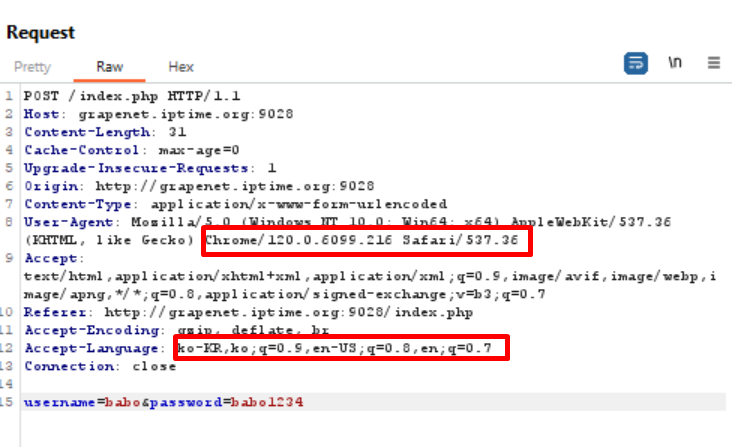 Request
Pretty Raw Hex \n
1 POST /index.php HTTP/1.1
2 Host: grapenet.iptime.org:9028
3 Content-Length: 31
4 Cache-Control: max-age=0
5 Upgrade-Insecure-Requests: 1
6 Origin: http://grapenet.iptime.org:9028
7 Content-Type: application/x-www-form-urlencoded
8 User-Agent: Mozilla/5.0 (Windows NT 10.0; Win64; x64) AppleWebKit/537.36
(KHTML, like Gecko) Chrome/120.0.6099.216 Safari/537.36
9 Accept:
text/html,application/xhtml+xml,application/xml;q=0.9,image/avif,image/webp,i
mage/apng,*/*;q=0.8,application/signed-exchange;v=b3;q=0.7
10 Referer: http://grapenet.iptime.org:9028/index.php
11 Accept-Encoding: gzip, deflate, br
12 Accept-Language: ko-KR,ko;q=0.9,en-US;q=0.8,en;q=0.7
13 Connection: close
14
15 username=babo&password=babo1234